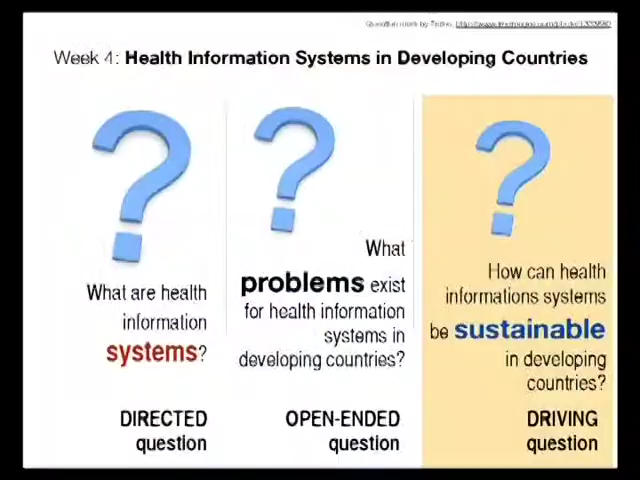 Week 4: Health Information Systems in Developing Countries
What are health
information
systems?
DIRECTED
question
What
problems exist
for health information
systems in
developing countries?
OPEN-ENDED
question
How can health
informations systems
be sustainable
in developing
countries?
DRIVING
question